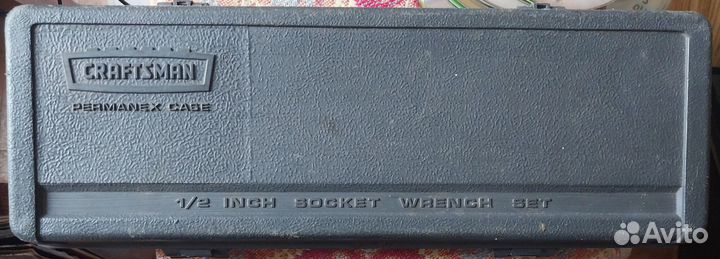 CRAFTSMAN
PERMANEX CASE
1/2 INCH SOCKET WRENCH SET
Avito